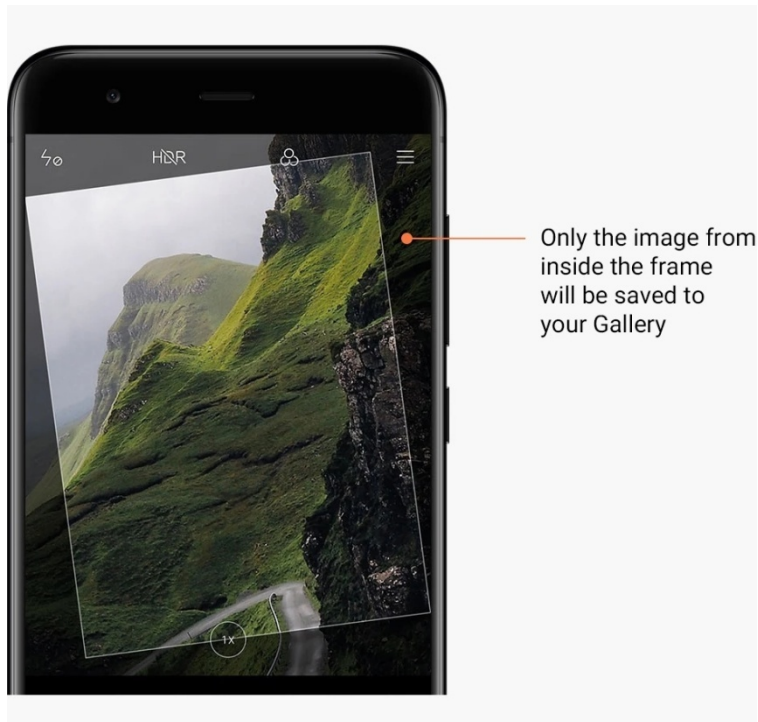 HDR
Only the image from
inside the frame
will be saved to
your Gallery
1X